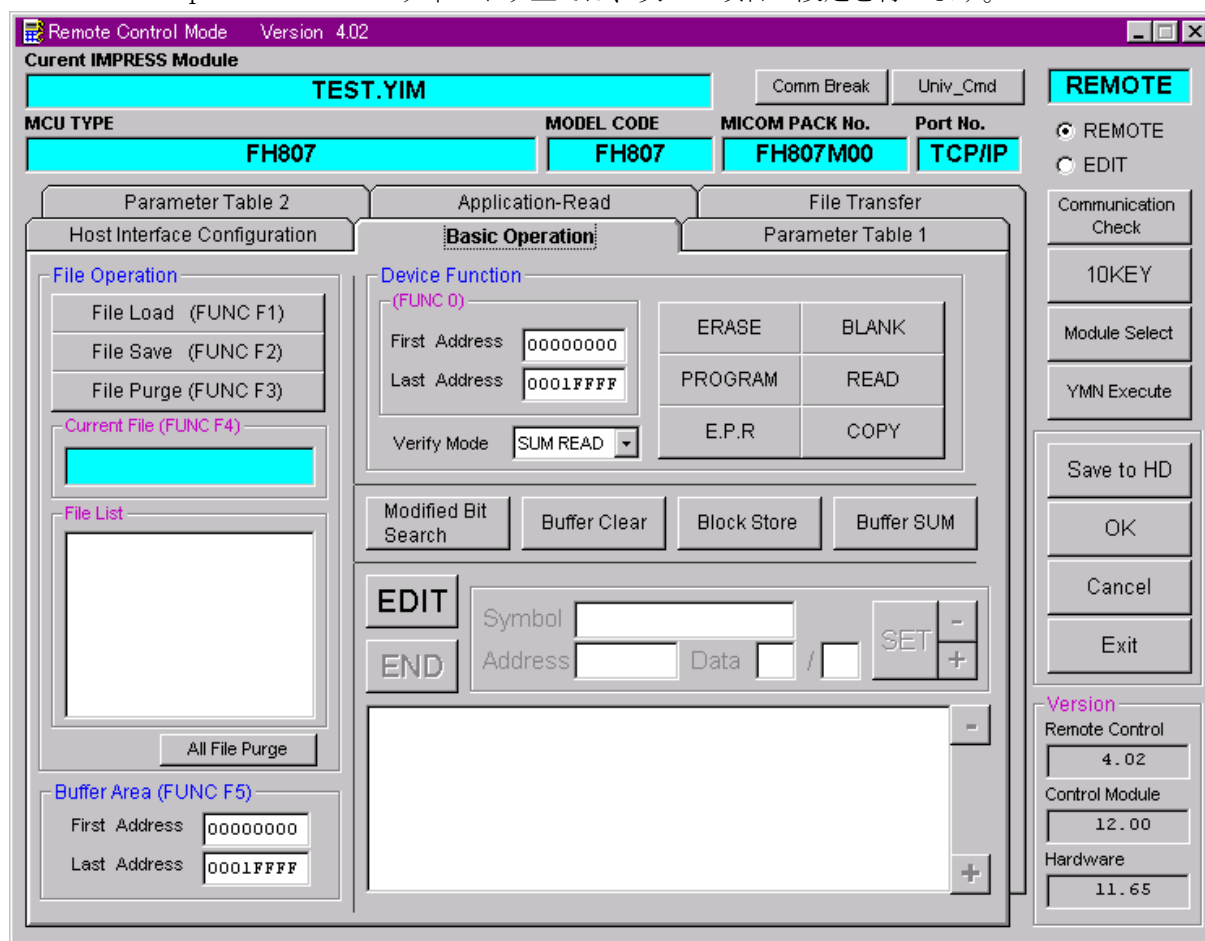 Remote Control Mode Version 4.02
Curent IMPRESS Module
TEST.YIM
Comm Break
Univ_Cmd
REMOTE
MCU TYPE
MODEL CODE
MICOM PACK No.
Port No.
FH807
FH807
FH807M00
TCP/IP
REMOTE
EDIT
Parameter Table 2
Application-Read
File Transfer
Host Interface Configuration
Basic Operation
Parameter Table 1
Communication
Check
10KEY
Module Select
YMN Execute
File Operation
File Load (FUNC F1)
File Save (FUNC F2)
File Purge (FUNC F3)
Current File (FUNC F4)
File List
All File Purge
Buffer Area (FUNC F5)
First Address 00000000
Last Address 0001FFFF
Device Function
(FUNC 0)
First Address 00000000
Last Address 0001FFFF
Verify Mode SUM READ
ERASE
BLANK
PROGRAM
READ
E.P.R
COPY
Modified Bit
Search
Buffer Clear
Block Store
Buffer SUM
EDIT
END
Symbol
Address
Data /
SET
-
+
-
+
Save to HD
OK
Cancel
Exit
Version
Remote Control
4.02
Control Module
12.00
Hardware
11.65